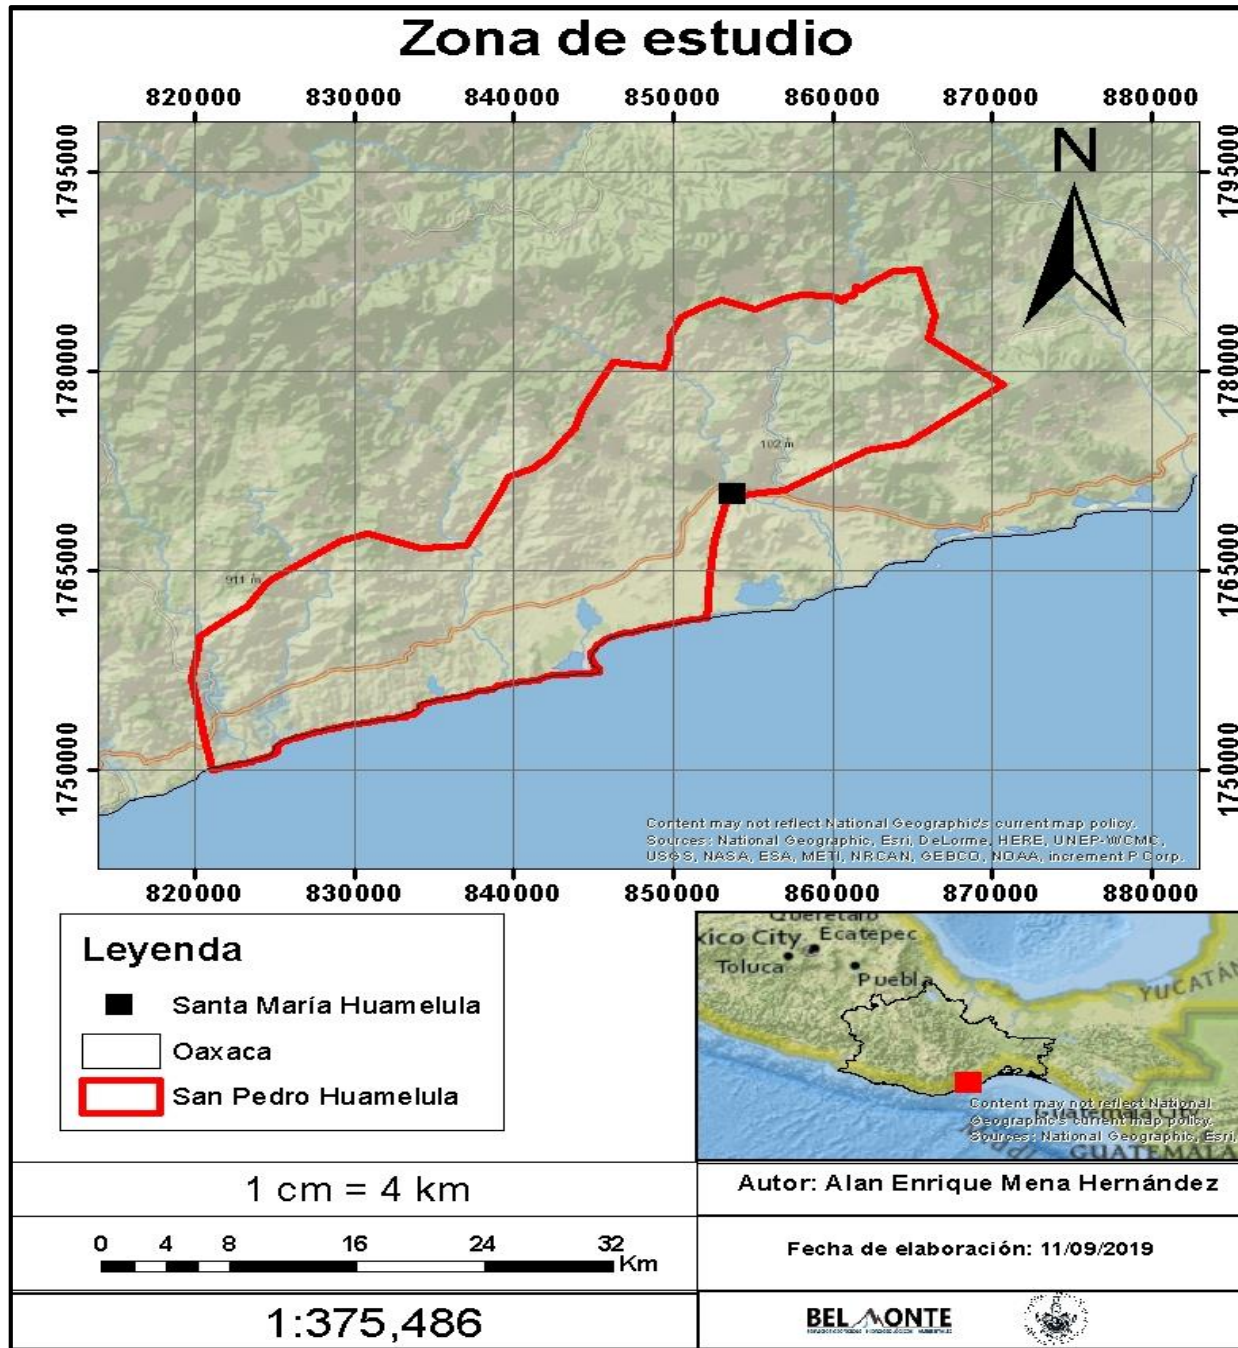 Zona de estudio
820000 830000 840000 850000 860000 870000 880000
1795000
1780000
1765000
1750000
1795000
1780000
1765000
1750000
N
102 m
911 m
Content may not reflect National Geographic's current map policy.
Sources: National Geographic, Esri, DeLorme, HERE, UNEP-WCMC,
USGS, NASA, ESA, METI, NRCAN, GEBCO, NOAA, increment P Corp.
820000 830000 840000 850000 860000 870000 880000
Leyenda
Santa María Huamelula
Oaxaca
San Pedro Huamelula
Queretaro
xico City Ecatepec
Toluca
Puebla
YUCATÁN
Guatemala City
GUATEMALA
Content may not reflect National
Geographic's current map policy.
Sources: National Geographic, Esri,
1 cm = 4 km
0 4 8 16 24 32
Km
1:375,486
Autor: Alan Enrique Mena Hernández
Fecha de elaboración: 11/09/2019
BELMONTE